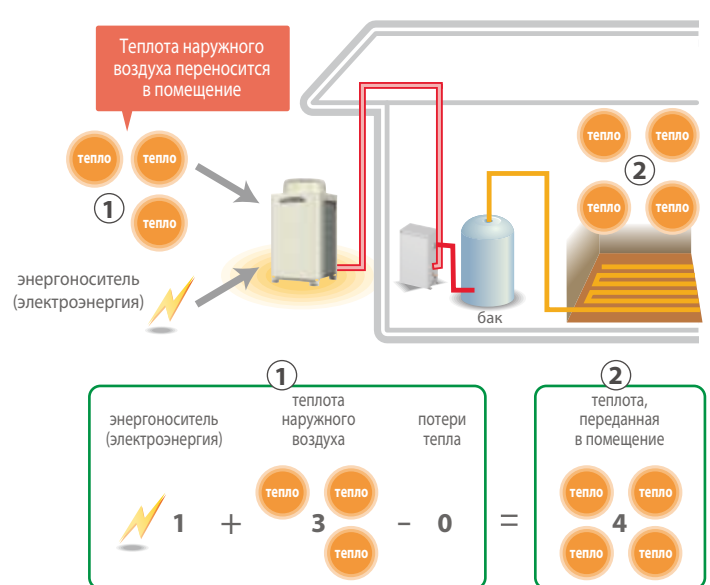 Теплота наружного
воздуха переносится
в помещение
тепло
тепло
тепло
тепло
2
тепло
тепло
1
тепло
тепло
энергоноситель
(электроэнергия)
бак
1
2
энергоноситель
(электроэнергия)
теплота
наружного
воздуха
потери
тепла
теплота,
переданная
в помещение
1
+
тепло
тепло
3
тепло
– 0
=
тепло
тепло
4
тепло
тепло